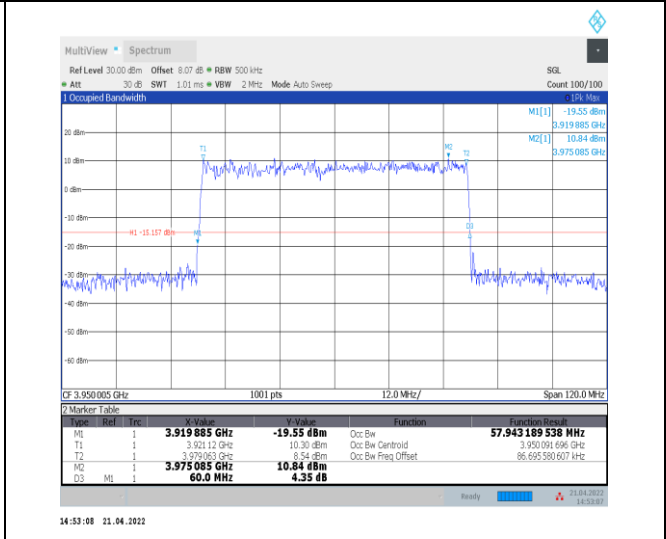 MultiView Spectrum
Ref Level 30.00 dBm Offset 8.07 dB RBW 500 kHz SGL
Att 30 dB SWT 1.01 ms VBW 2 MHz Mode Auto Sweep Count 100/100
1 Occupied Bandwidth 1Pk Max
M1[1] -19.55 dBm
3.919 885 GHz
20 dBm
M2[1] 10.84 dBm
3.975 085 GHz
T1 M2 T2
10 dBm
0 dBm
-10 dBm
H1 -15.157 dBm M1 D3
-20 dBm
-30 dBm
-40 dBm
-50 dBm
-60 dBm
CF 3.950 005 GHz 1001 pts 12.0 MHz/ Span 120.0 MHz
2 Marker Table
Type Ref Trc X-Value Y-Value Function Function Result
M1 1 3.919 885 GHz -19.55 dBm Occ Bw 57.943 189 538 MHz
T1 1 3.921 12 GHz 10.30 dBm Occ Bw Centroid 3.950 091 696 GHz
T2 1 3.979 063 GHz 8.54 dBm Occ Bw Freq Offset 86.695 580 607 kHz
M2 1 3.975 085 GHz 10.84 dBm
D3 M1 1 60.0 MHz 4.35 dB
Ready 21.04.2022
14:53:07
14:53:08 21.04.2022